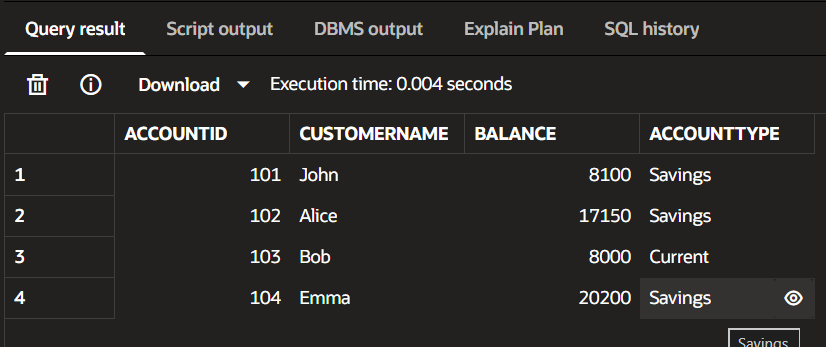 Query result Script output DBMS output Explain Plan SQL history
Download Execution time: 0.004 seconds
ACCOUNTID CUSTOMERNAME BALANCE ACCOUNTTYPE
1 101 John 8100 Savings
2 102 Alice 17150 Savings
3 103 Bob 8000 Current
4 104 Emma 20200 Savings
Savings